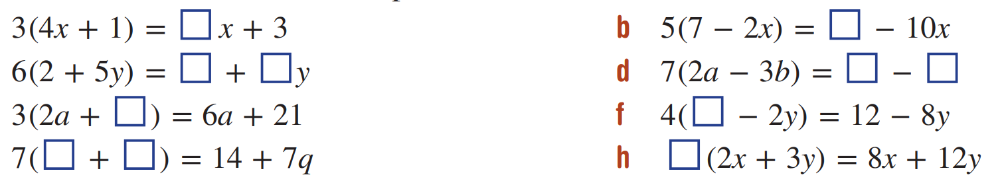 3(4x + 1) = □x + 3
b 5(7 − 2x) = □ − 10x
6(2 + 5y) = □ + □y
d 7(2a − 3b) = □ − □
3(2a + □) = 6a + 21
f 4(□ − 2y) = 12 − 8y
7(□ + □) = 14 + 7q
h □(2x + 3y) = 8x + 12y